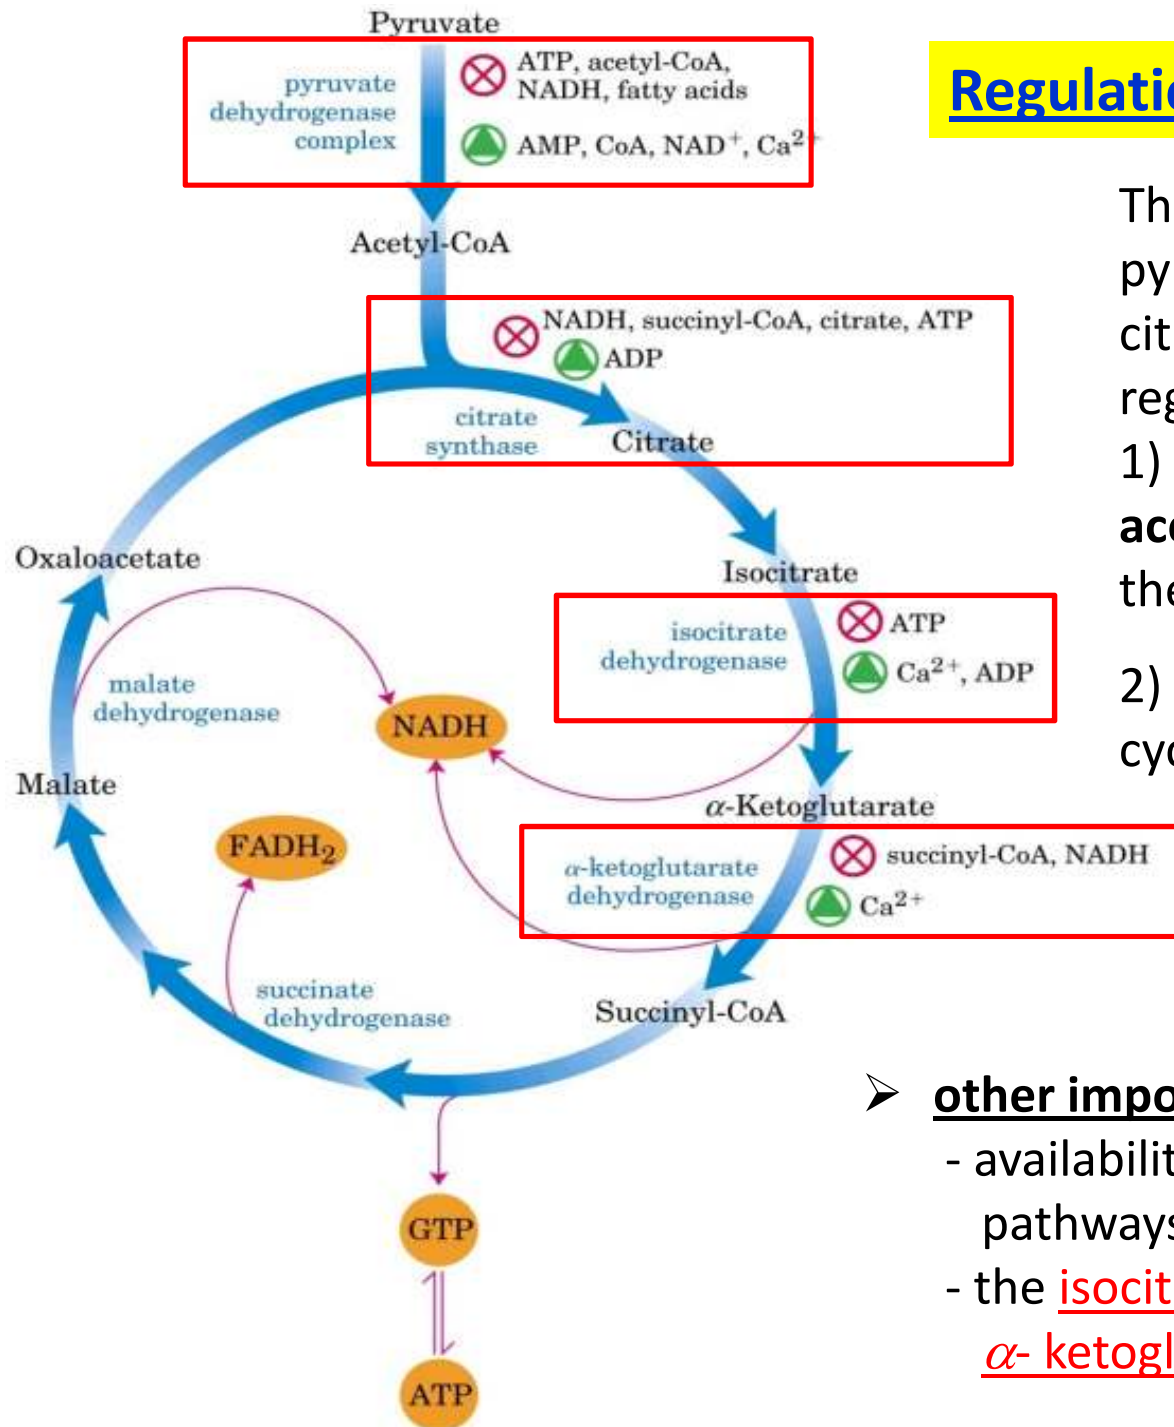 Pyruvate
pyruvate
dehydrogenase
complex
ATP, acetyl-CoA,
NADH, fatty acids
AMP, CoA, NAD⁺, Ca²⁺
Acetyl-CoA
NADH, succinyl-CoA, citrate, ATP
ADP
citrate
synthase
Citrate
Oxaloacetate
Isocitrate
isocitrate
dehydrogenase
ATP
Ca²⁺, ADP
malate
dehydrogenase
NADH
Malate
α-Ketoglutarate
FADH₂
α-ketoglutarate
dehydrogenase
succinyl-CoA, NADH
Ca²⁺
succinate
dehydrogenase
Succinyl-CoA
GTP
ATP
Regulatio
Th
py
cit
reg
1)
acc
the
2)
cyc
➢ other impo
- availabilit
pathways
- the isocit
α- ketogl